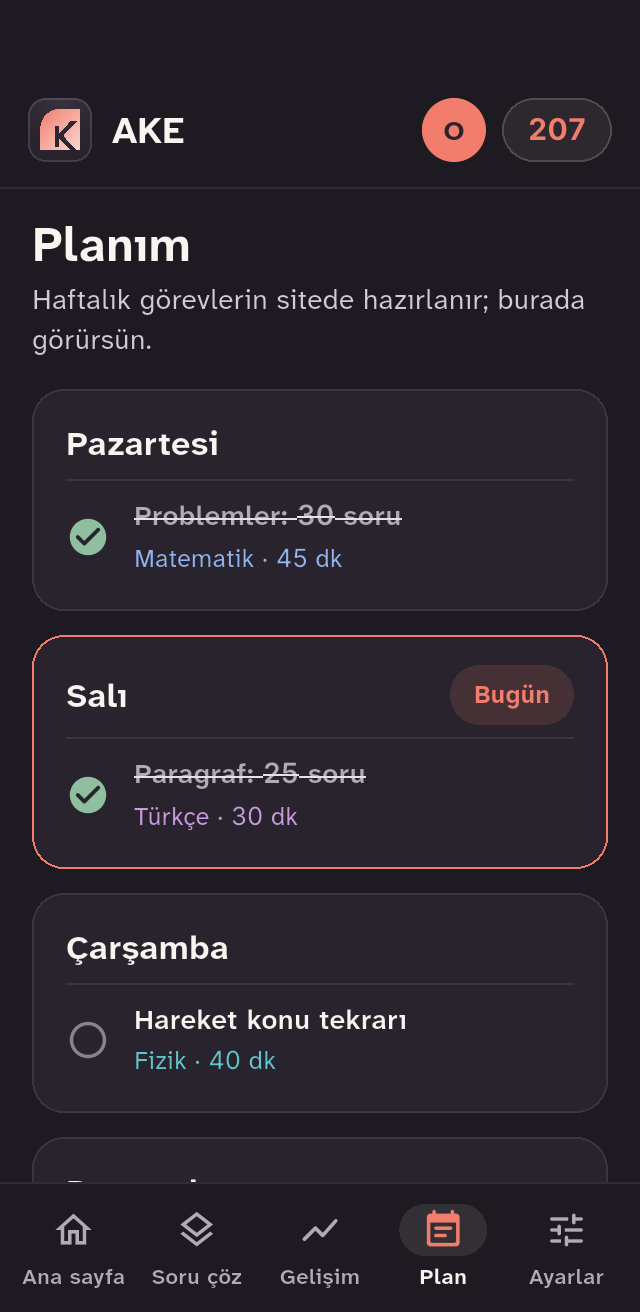 K
AKE
O
207
Planım
Haftalık görevlerin sitede hazırlanır; burada
görürsün.
Pazartesi
Problemler: 30 soru
Matematik · 45 dk
Salı
Bugün
Paragraf: 25 soru
Türkçe · 30 dk
Çarşamba
Hareket konu tekrarı
Fizik · 40 dk
Ana sayfa
Soru çöz
Gelişim
Plan
Ayarlar